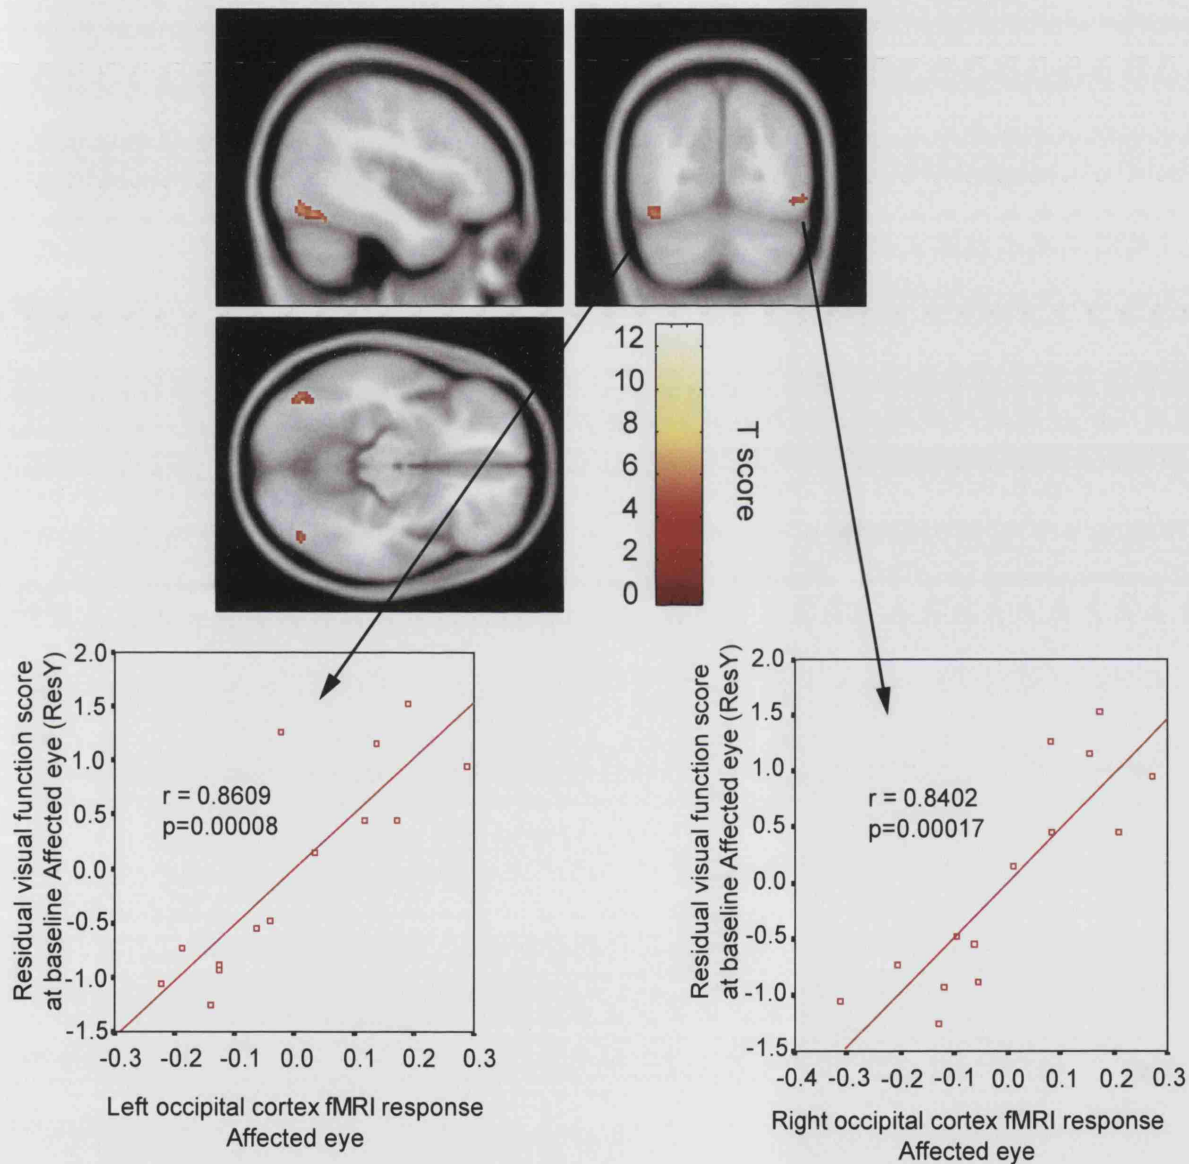 12
10
8
6
4
2
0
T score
Residual visual function score
at baseline Affected eye (ResY)
2.0
1.5
1.0
0.5
0.0
-0.5
-1.0
-1.5
r = 0.8609
p=0.00008
-0.3
-0.2
-0.1
0.0
0.1
0.2
0.3
Left occipital cortex fMRI response
Affected eye
Residual visual function score
at baseline Affected eye (ResY)
2.0
1.5
1.0
0.5
0.0
-0.5
-1.0
-1.5
r = 0.8402
p=0.00017
-0.4
-0.3
-0.2
-0.1
0.0
0.1
0.2
0.3
Right occipital cortex fMRI response
Affected eye